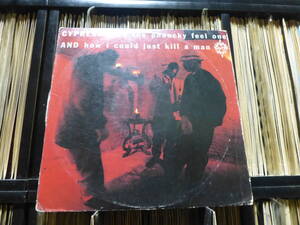 CYPRESS the phuncky feel one
AND how i could just kill a man